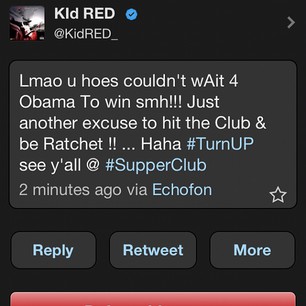 KId RED
@KidRED_
Lmao u hoes couldn't wAit 4
Obama To win smh!!! Just
another excuse to hit the Club &
be Ratchet !! ... Haha #TurnUP
see y'all @ #SupperClub
2 minutes ago via Echofon
Reply
Retweet
More